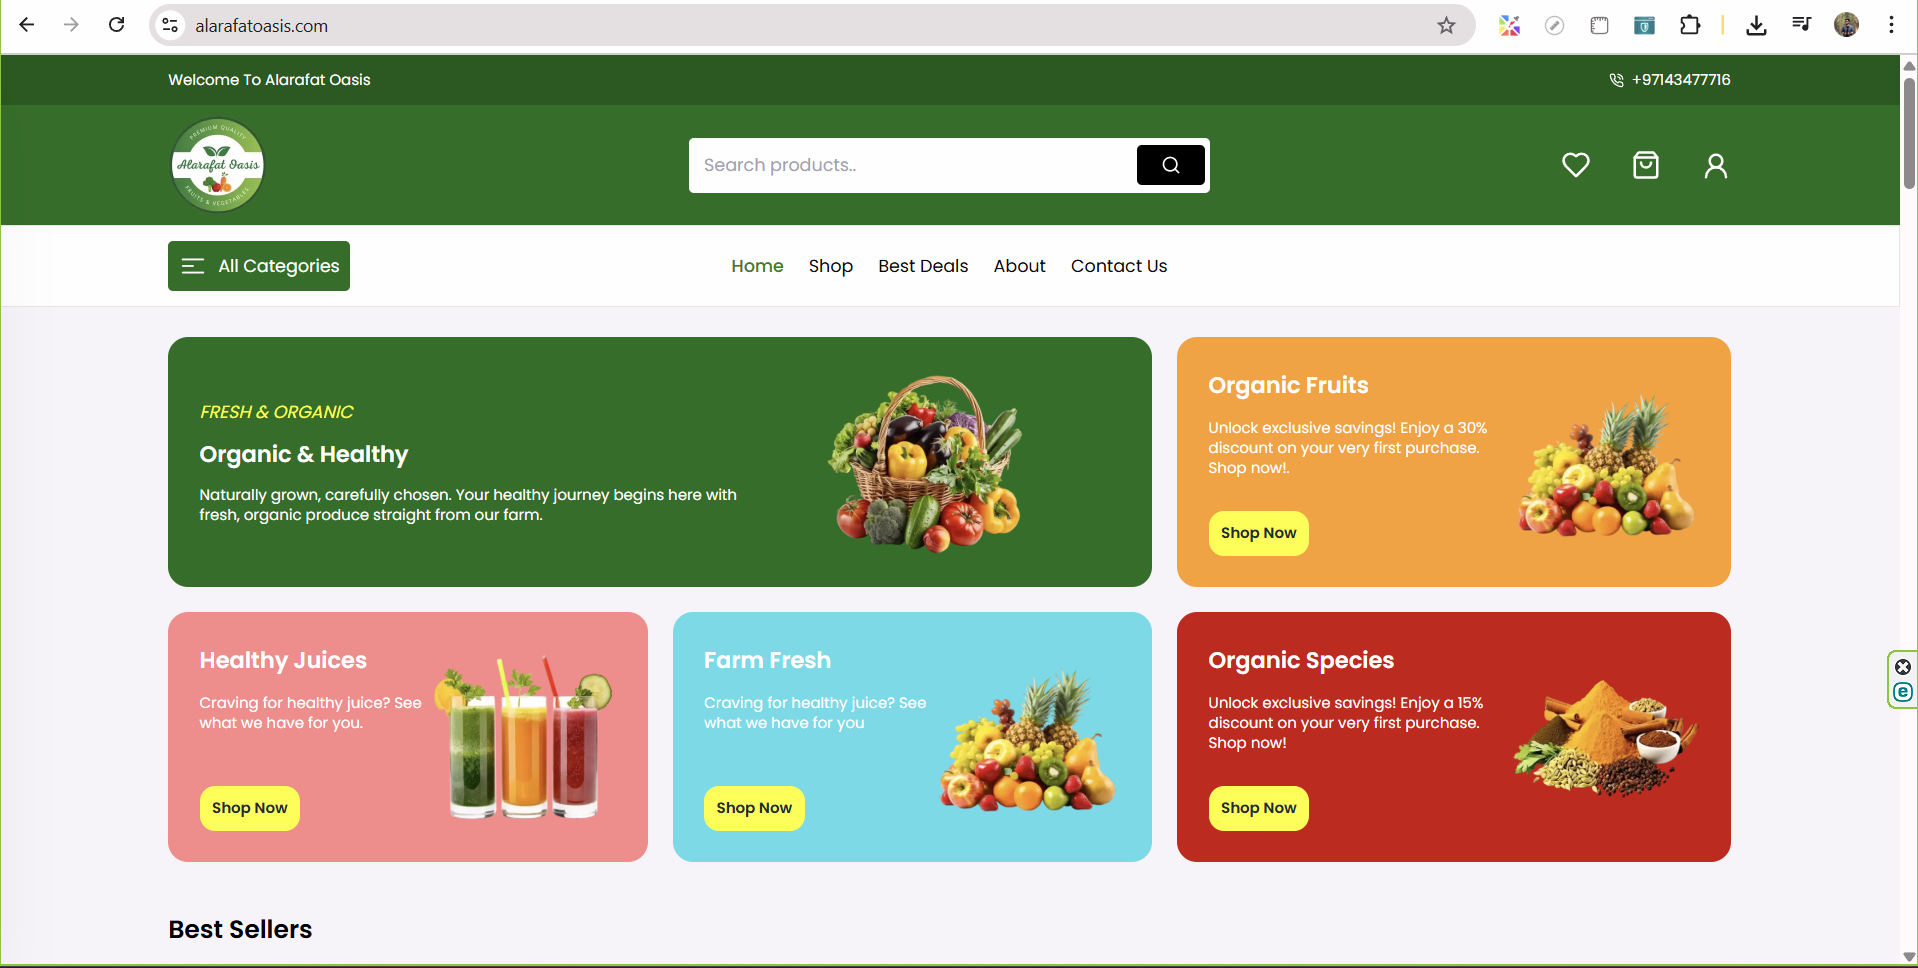 alarafatoasis.com
Welcome To Alarafat Oasis
+97143477716
PREMIUM QUALITY
Alarafat Oasis
FRUITS & VEGETABLES
Search products..
All Categories
Home
Shop
Best Deals
About
Contact Us
FRESH & ORGANIC
Organic & Healthy
Naturally grown, carefully chosen. Your healthy journey begins here with
fresh, organic produce straight from our farm.
Organic Fruits
Unlock exclusive savings! Enjoy a 30%
discount on your very first purchase.
Shop now!.
Shop Now
Healthy Juices
Craving for healthy juice? See
what we have for you.
Shop Now
Farm Fresh
Craving for healthy juice? See
what we have for you
Shop Now
Organic Species
Unlock exclusive savings! Enjoy a 15%
discount on your very first purchase.
Shop now!
Shop Now
Best Sellers